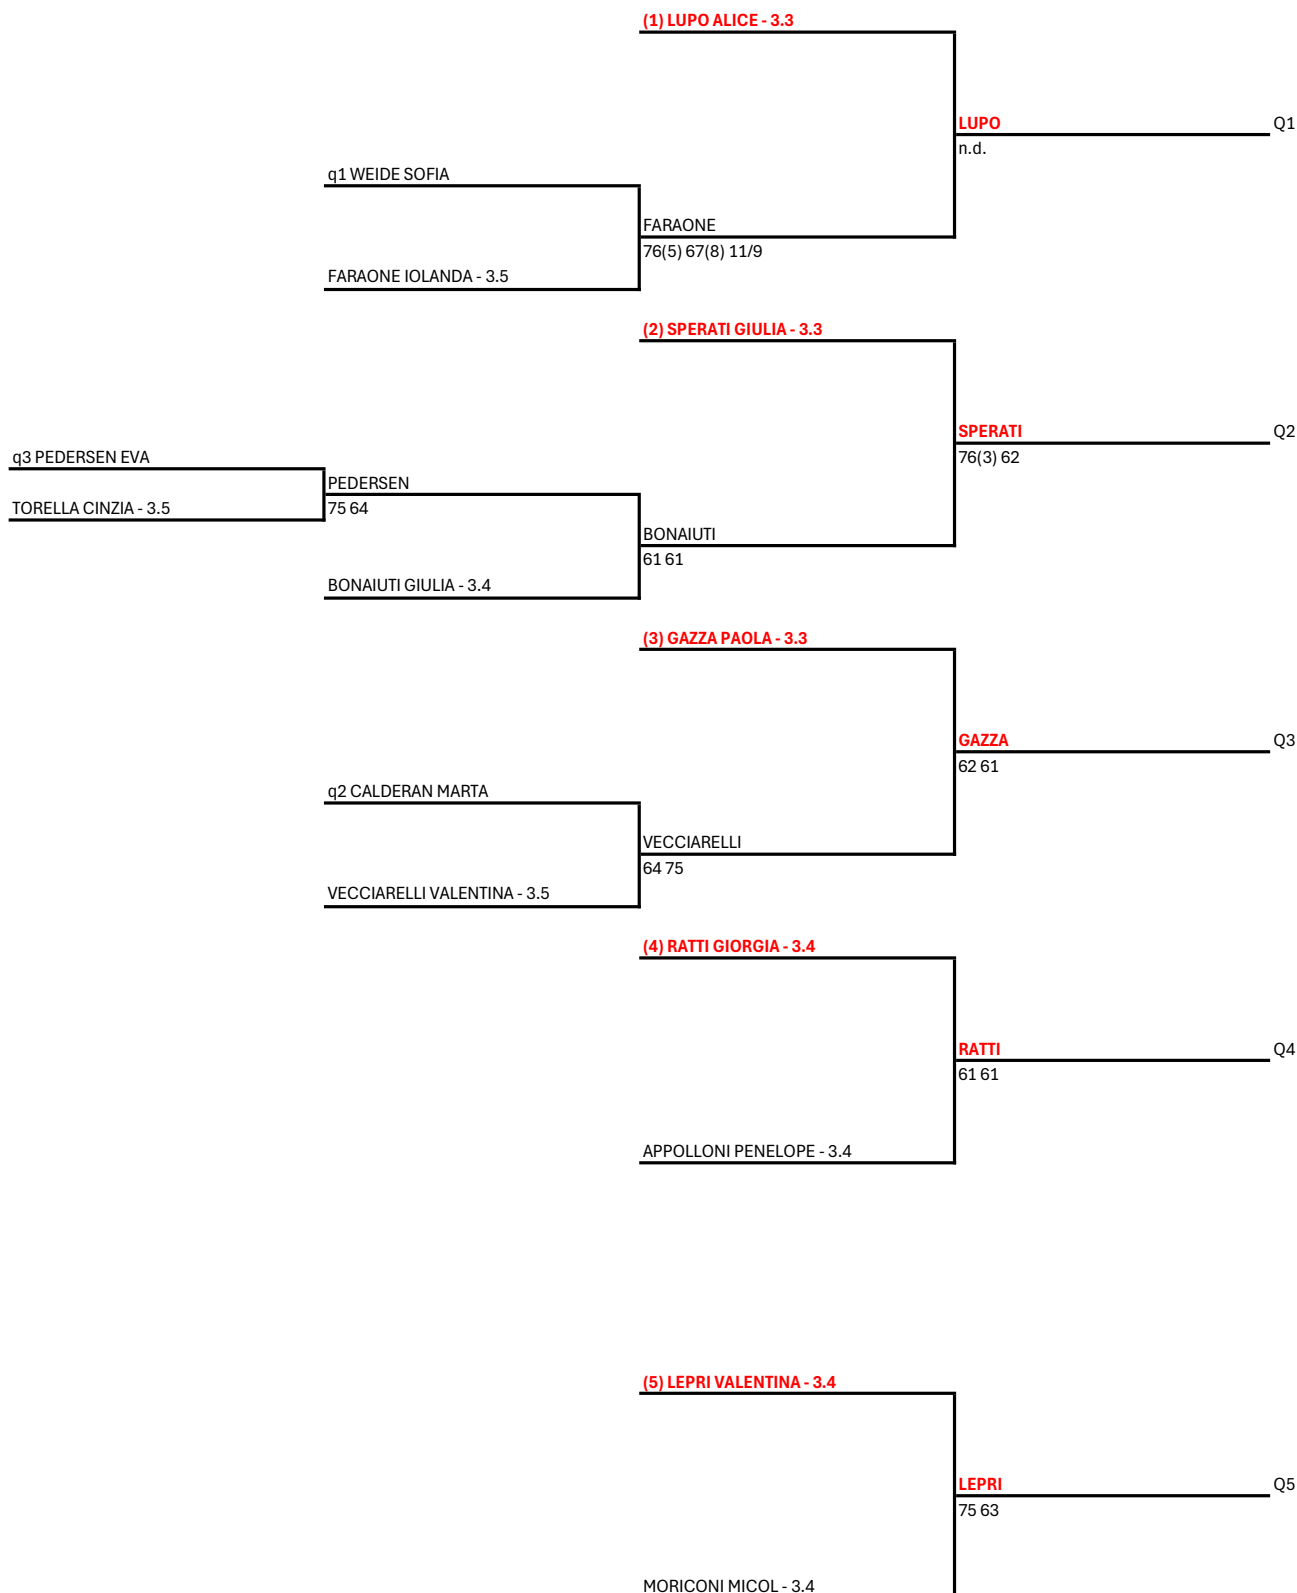 (1) LUPO ALICE - 3.3
LUPO
Q1
n.d.
q1 WEIDE SOFIA
FARAONE
76(5) 67(8) 11/9
FARAONE IOLANDA - 3.5
(2) SPERATI GIULIA - 3.3
SPERATI
Q2
76(3) 62
q3 PEDERSEN EVA
PEDERSEN
75 64
TORELLA CINZIA - 3.5
BONAIUTI
61 61
BONAIUTI GIULIA - 3.4
(3) GAZZA PAOLA - 3.3
GAZZA
Q3
62 61
q2 CALDERAN MARTA
VECCIARELLI
64 75
VECCIARELLI VALENTINA - 3.5
(4) RATTI GIORGIA - 3.4
RATTI
Q4
61 61
APPOLLONI PENELOPE - 3.4
(5) LEPRI VALENTINA - 3.4
LEPRI
Q5
75 63
MORICONI MICOL - 3.4